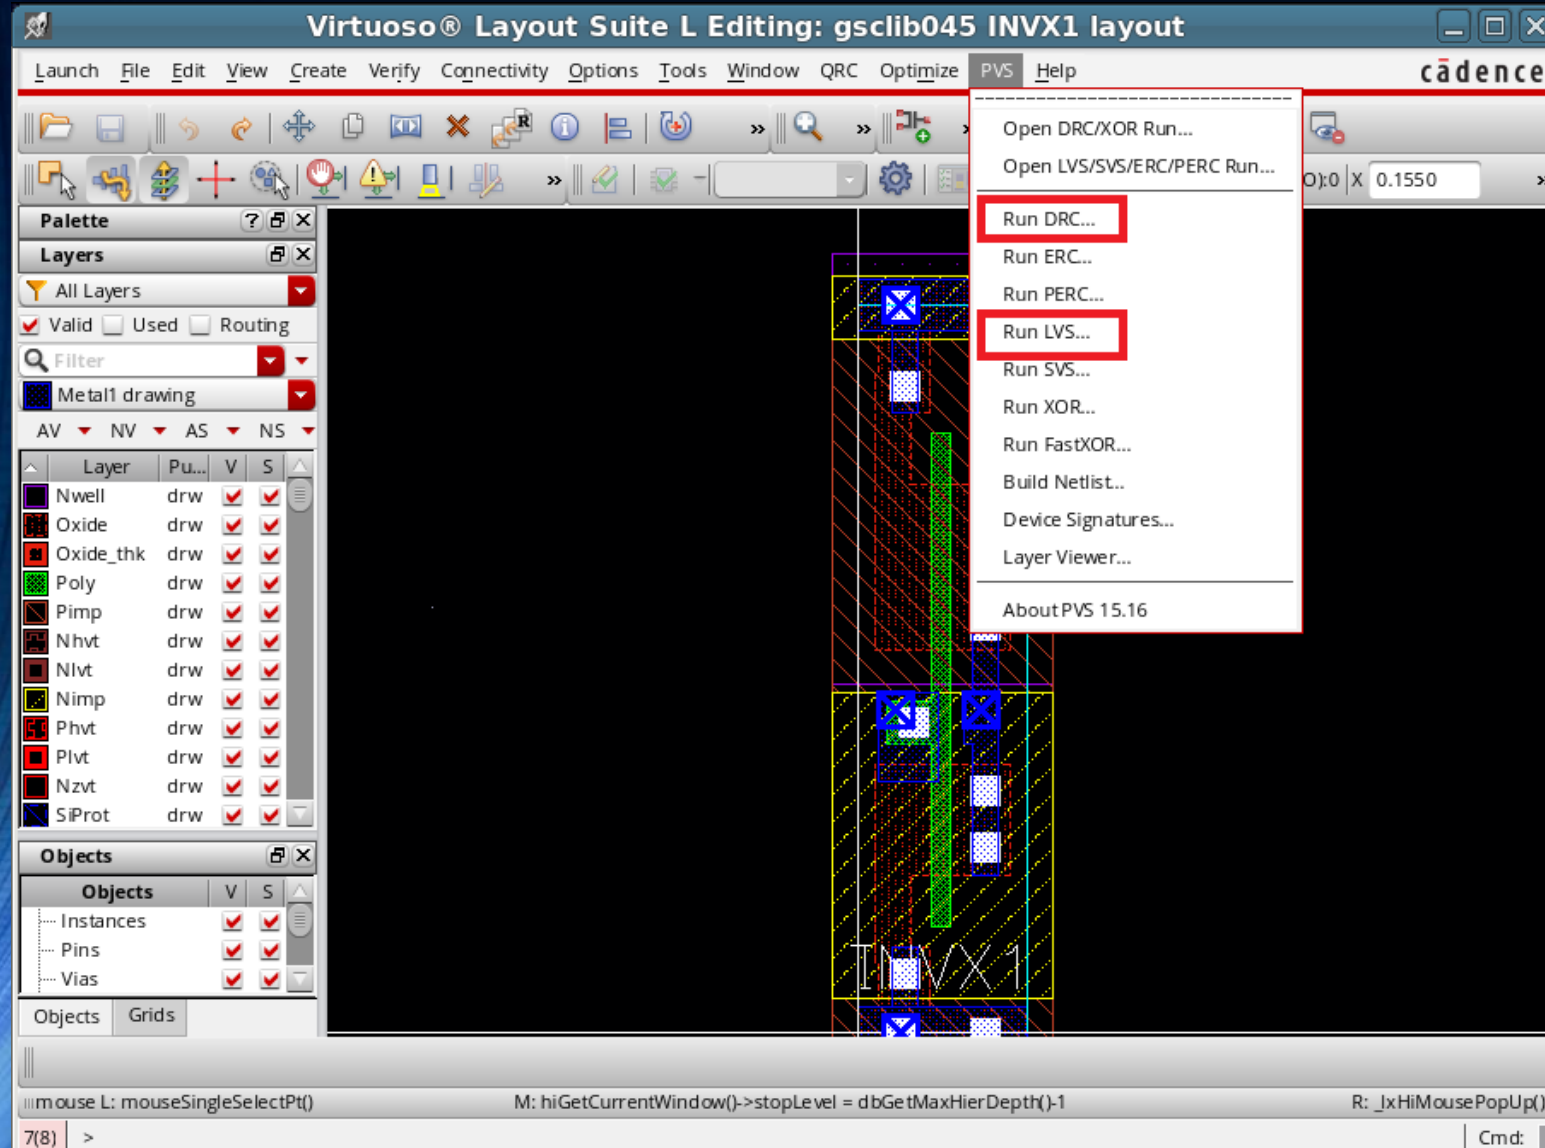 Virtuoso® Layout Suite L Editing: gsclib045 INVX1 layout
Launch File Edit View Create Verify Connectivity Options Tools Window QRC Optimize PVS Help cādence
Open DRC/XOR Run...
Open LVS/SVS/ERC/PERC Run...
Run DRC...
Run ERC...
Run PERC...
Run LVS...
Run SVS...
Run XOR...
Run FastXOR...
Build Netlist...
Device Signatures...
Layer Viewer...
About PVS 15.16
R
» » »
» O):0 X 0.1550 »
Palette ?
Layers
All Layers
Valid Used Routing
Filter
Metal1 drawing
AV NV AS NS
Layer Pu... V S
Nwell drw
Oxide drw
Oxide_thk drw
Poly drw
Pimp drw
Nhvt drw
Nlvt drw
Nimp drw
Phvt drw
Plvt drw
Nzvt drw
SiProt drw
Objects
Objects V S
Instances
Pins
Vias
Objects Grids
INVX1
mouse L: mouseSingleSelectPt() M: hiGetCurrentWindow()->stopLevel = dbGetMaxHierDepth()-1 R: _lxHiMousePopUp()
7(8) > Cmd: